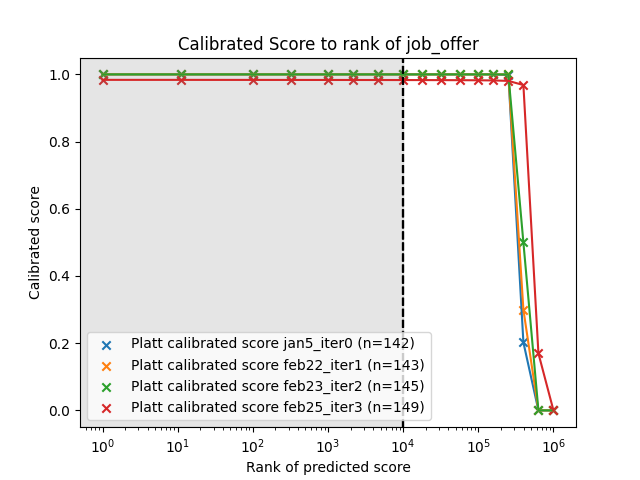 Calibrated Score to rank of job_offer
Calibrated score
1.0
0.8
0.6
0.4
0.2
0.0
Platt calibrated score jan5_iter0 (n=142)
Platt calibrated score feb22_iter1 (n=143)
Platt calibrated score feb23_iter2 (n=145)
Platt calibrated score feb25_iter3 (n=149)
10⁰ 10¹ 10² 10³ 10⁴ 10⁵ 10⁶
Rank of predicted score